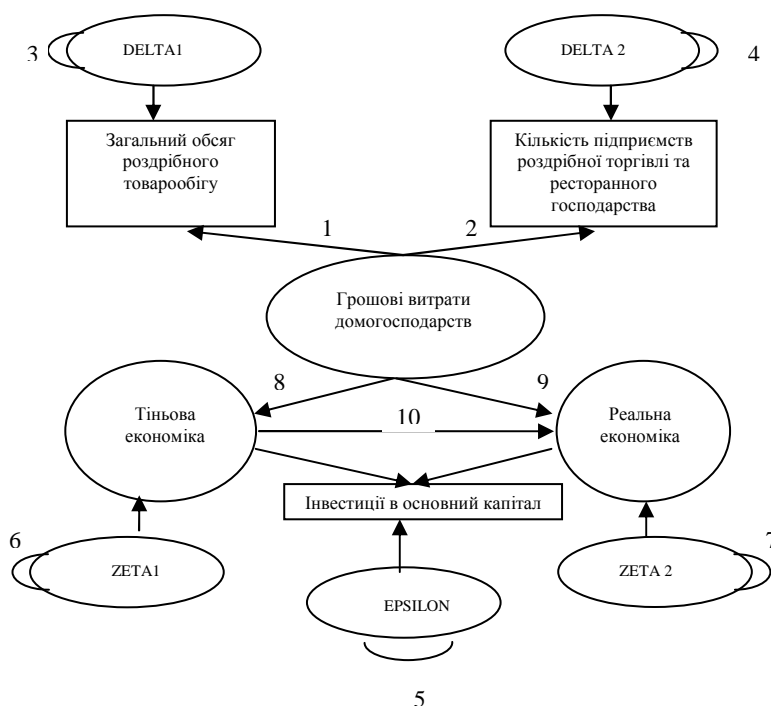 3
DELTA1
DELTA 2
4
Загальний обсяг
роздрібного
товарообігу
Кількість підприємств
роздрібної торгівлі та
ресторанного
господарства
1
2
Грошові витрати
домогосподарств
8
9
Тіньова
економіка
10
Реальна
економіка
Інвестиції в основний капітал
6
ZETA1
ZETA 2
7
EPSILON
5